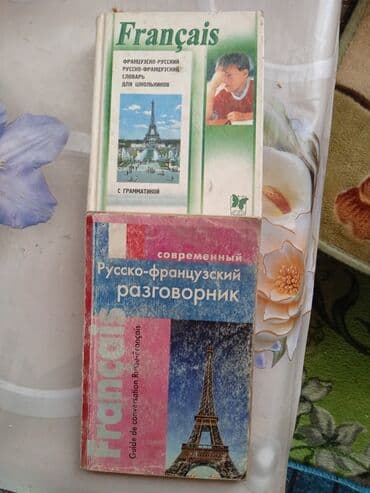 Français
ФРАНЦУЗСКО-РУССКИЙ
РУССКО-ФРАНЦУЗСКИЙ
СЛОВАРЬ
ДЛЯ ШКОЛЬНИКОВ
С ГРАММАТИКОЙ
современный
Русско-французский
разговорник
Français
Guide de conversation Russe-Français